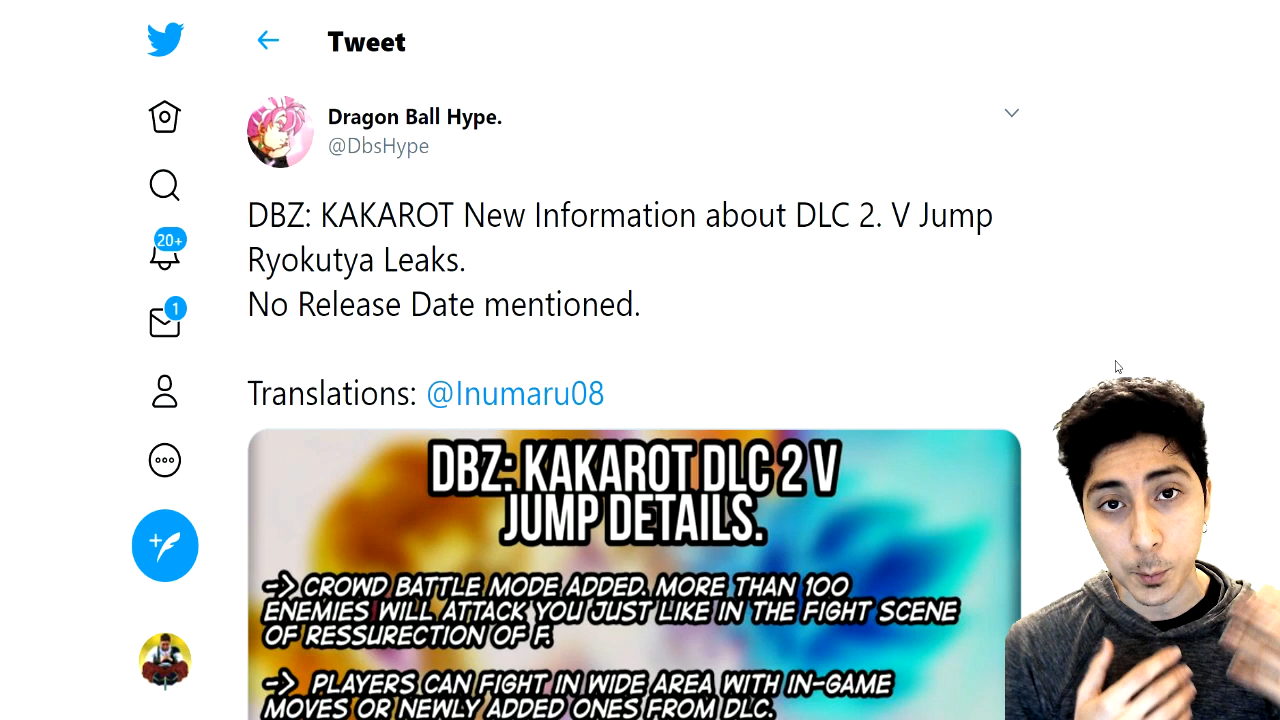 Tweet
Dragon Ball Hype.
@DbsHype
DBZ: KAKAROT New Information about DLC 2. V Jump
Ryokutya Leaks.
No Release Date mentioned.
20+
1
Translations: @Inumaru08
DBZ: KAKAROT DLC 2 V
JUMP DETAILS.
-> CROWD BATTLE MODE ADDED. MORE THAN 100
ENEMIES WILL ATTACK YOU JUST LIKE IN THE FIGHT SCENE
OF RESSURECTION OF F.
-> PLAYERS CAN FIGHT IN WIDE AREA WITH IN-GAME
MOVES OR NEWLY ADDED ONES FROM DLC.